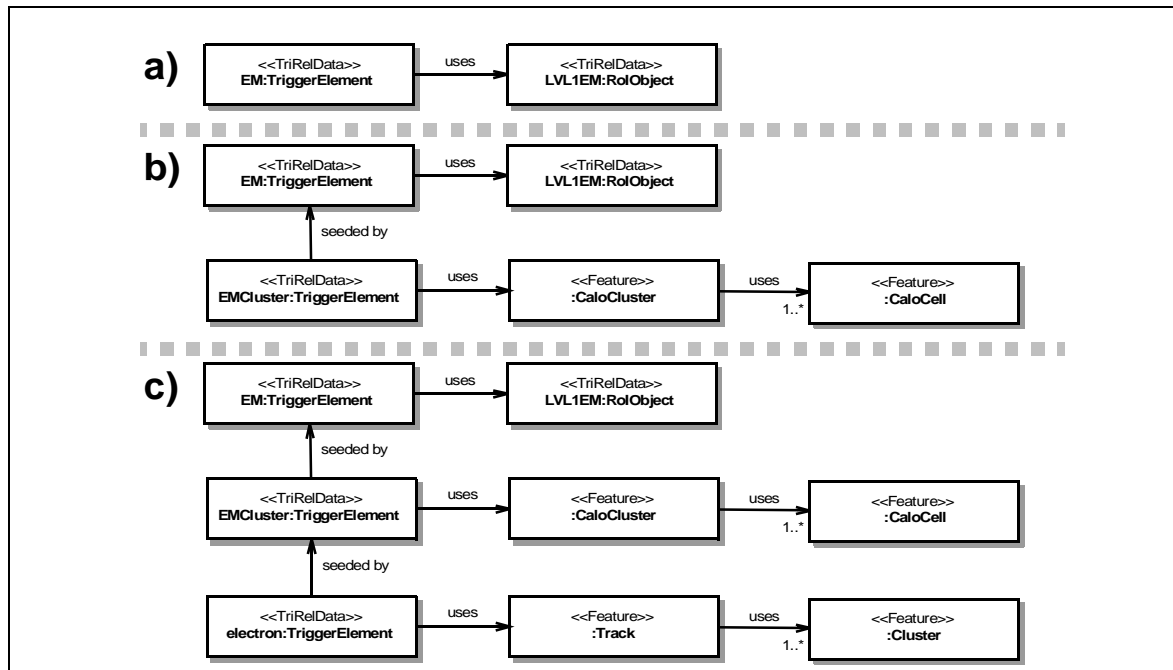 a)
<<TriRelData>>
EM:TriggerElement
uses
<<TriRelData>>
LVL1EM:RoIObject
b)
<<TriRelData>>
EM:TriggerElement
uses
<<TriRelData>>
LVL1EM:RoIObject
seeded by
<<TriRelData>>
EMCluster:TriggerElement
uses
<<Feature>>
:CaloCluster
uses
1..*
<<Feature>>
:CaloCell
c)
<<TriRelData>>
EM:TriggerElement
uses
<<TriRelData>>
LVL1EM:RoIObject
seeded by
<<TriRelData>>
EMCluster:TriggerElement
uses
<<Feature>>
:CaloCluster
uses
1..*
<<Feature>>
:CaloCell
seeded by
<<TriRelData>>
electron:TriggerElement
uses
<<Feature>>
:Track
uses
1..*
<<Feature>>
:Cluster